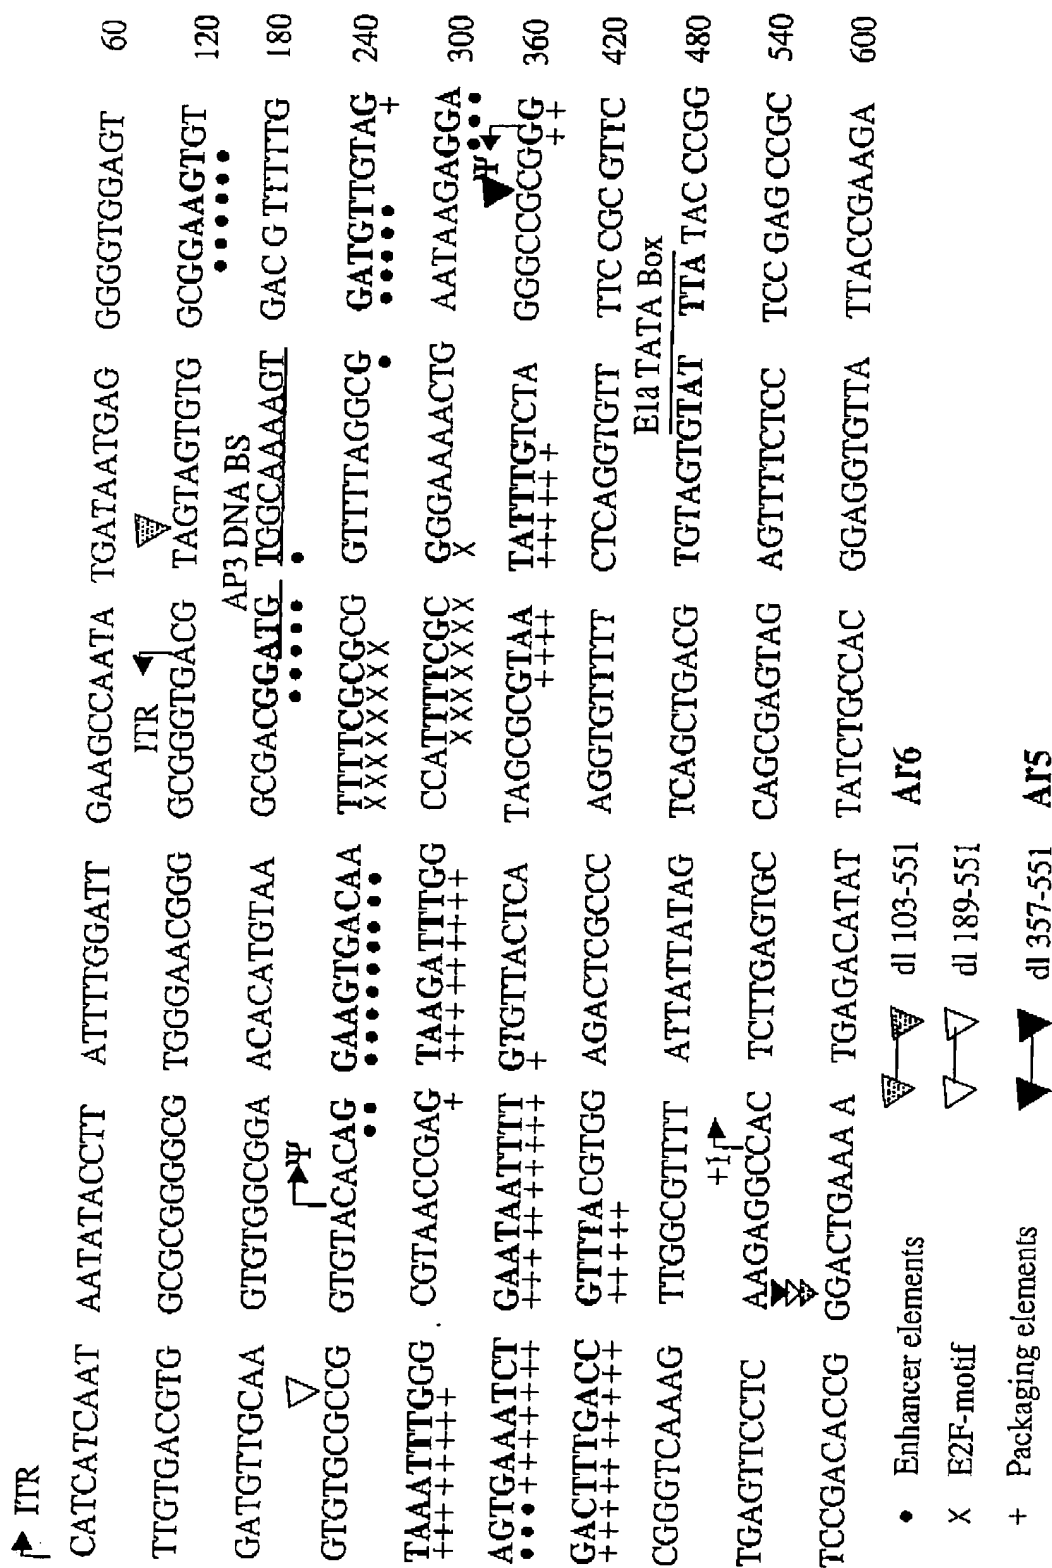 ITR
CATCATCAAT AATATACCTT ATTTTGGATT GAAGCCAATA TGATAATGAG GGGGTGGAGT 60
ITR
TTGTGACGTG GCGCGGGGCG TGGGAACGGG GCGGGTGACG TAGTAGTGTG GCGGAAGTGT 120
AP3 DNA BS
GATGTTGCAA GTGTGGCGGA ACACATGTAA GCGACGGATG TGGCAAAAGT GAC G TTTTTG 180
Ψ
GTGTGCGCCG GTGTACACAG GAAGTGACAA TTTTCGCGCG GTTTTAGGCG GATGTTGTAG 240
TAAATTTGGG CGTAACCGAG TAAGATTTGG CCATTTTCGC GGGAAAACTG AATAAGAGGA 300
Ψ
AGTGAAATCT GAATAATTTT GTGTTACTCA TAGCGCGTAA TATTTGTCTA GGGCCGCGGG 360
GACTTTGACC GTTTACGTGG AGACTCGCCC AGGTGTTTTT CTCAGGTGTT TTC CGC GTTC 420
E1a TATA Box
CGGGTCAAAG TTGGCGTTTT ATTATTATAG TCAGCTGACG TGTAGTGTAT TTA TAC CCGG 480
+1
TGAGTTCCTC AAGAGGCCAC TCTTGAGTGC CAGCGAGTAG AGTTTTCTCC TCC GAG CCGC 540
TCCGACACCG GGACTGAAA A TGAGACATAT TATCTGCCAC GGAGGTGTTA TTACCGAAGA 600
• Enhancer elements dl 103-551 Ar6
X E2F-motif dl 189-551
+ Packaging elements dl 357-551 Ar5